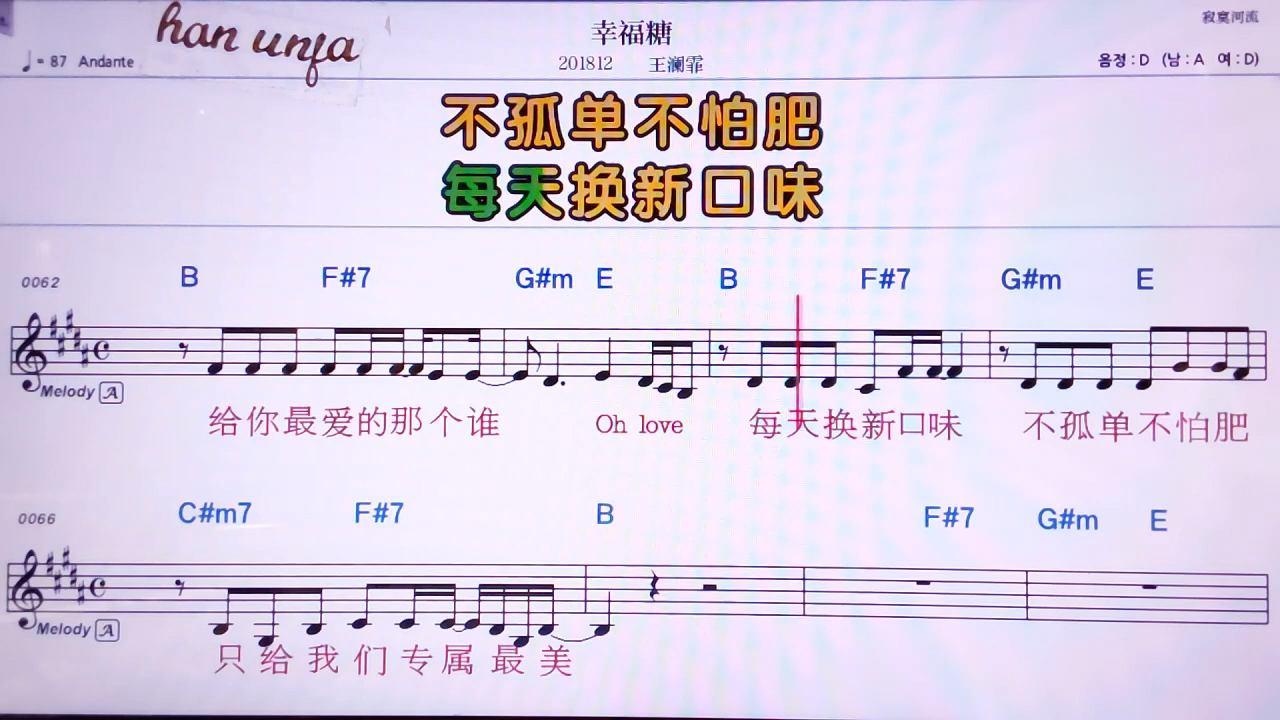 han unfa
幸福糖
寂寞河流
♩= 87 Andante
201812 王澜霏
음정 : D (남 : A 여 : D)
不孤单不怕肥
每天换新口味
0062 B F#7 G#m E B F#7 G#m E
Melody A
给你最爱的那个谁 Oh love 每天换新口味 不孤单不怕肥
0066 C#m7 F#7 B F#7 G#m E
Melody A
只给我们专属最美